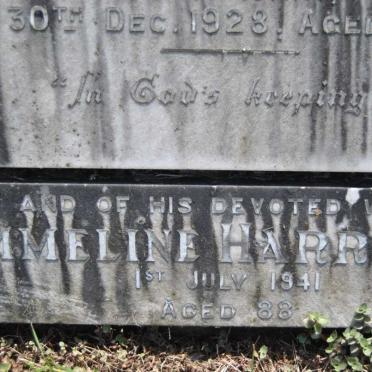 30TH DEC. 1928. AGE
"In God's keeping
AND OF HIS DEVOTED W
MMELINE HARR
1ST JULY 1941
AGED 88